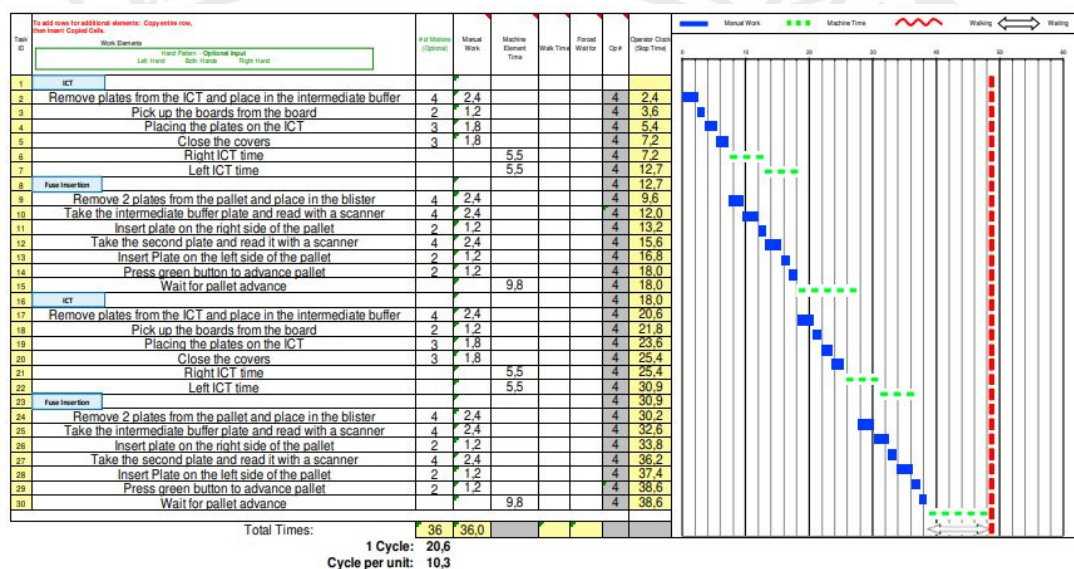 To add rows for additional elements: Copy entire row,
then Insert Copied Cells.
Manual Work Machine Time Walking Waiting
Task ID Work Elements # of Motions (Optional) Manual Work Machine Element Time Walk Time Forced Wait for Op # Operator Clock (Stop Time)
Hand Pattern - Optional Input
Left Hand Both Hands Right Hand
0 10 20 30 40 50 60
1 ICT
2 Remove plates from the ICT and place in the intermediate buffer 4 2,4 4 2,4
3 Pick up the boards from the board 2 1,2 4 3,6
4 Placing the plates on the ICT 3 1,8 4 5,4
5 Close the covers 3 1,8 4 7,2
6 Right ICT time 5,5 4 7,2
7 Left ICT time 5,5 4 12,7
8 Fuse Insertion 4 12,7
9 Remove 2 plates from the pallet and place in the blister 4 2,4 4 9,6
10 Take the intermediate buffer plate and read with a scanner 4 2,4 4 12,0
11 Insert plate on the right side of the pallet 2 1,2 4 13,2
12 Take the second plate and read it with a scanner 4 2,4 4 15,6
13 Insert Plate on the left side of the pallet 2 1,2 4 16,8
14 Press green button to advance pallet 2 1,2 4 18,0
15 Wait for pallet advance 9,8 4 18,0
16 ICT 4 18,0
17 Remove plates from the ICT and place in the intermediate buffer 4 2,4 4 20,6
18 Pick up the boards from the board 2 1,2 4 21,8
19 Placing the plates on the ICT 3 1,8 4 23,6
20 Close the covers 3 1,8 4 25,4
21 Right ICT time 5,5 4 25,4
22 Left ICT time 5,5 4 30,9
23 Fuse Insertion 4 30,9
24 Remove 2 plates from the pallet and place in the blister 4 2,4 4 30,2
25 Take the intermediate buffer plate and read with a scanner 4 2,4 4 32,6
26 Insert plate on the right side of the pallet 2 1,2 4 33,8
27 Take the second plate and read it with a scanner 4 2,4 4 36,2
28 Insert Plate on the left side of the pallet 2 1,2 4 37,4
29 Press green button to advance pallet 2 1,2 4 38,6
30 Wait for pallet advance 9,8 4 38,6
Total Times: 36 36,0
1 Cycle: 20,6
Cycle per unit: 10,3